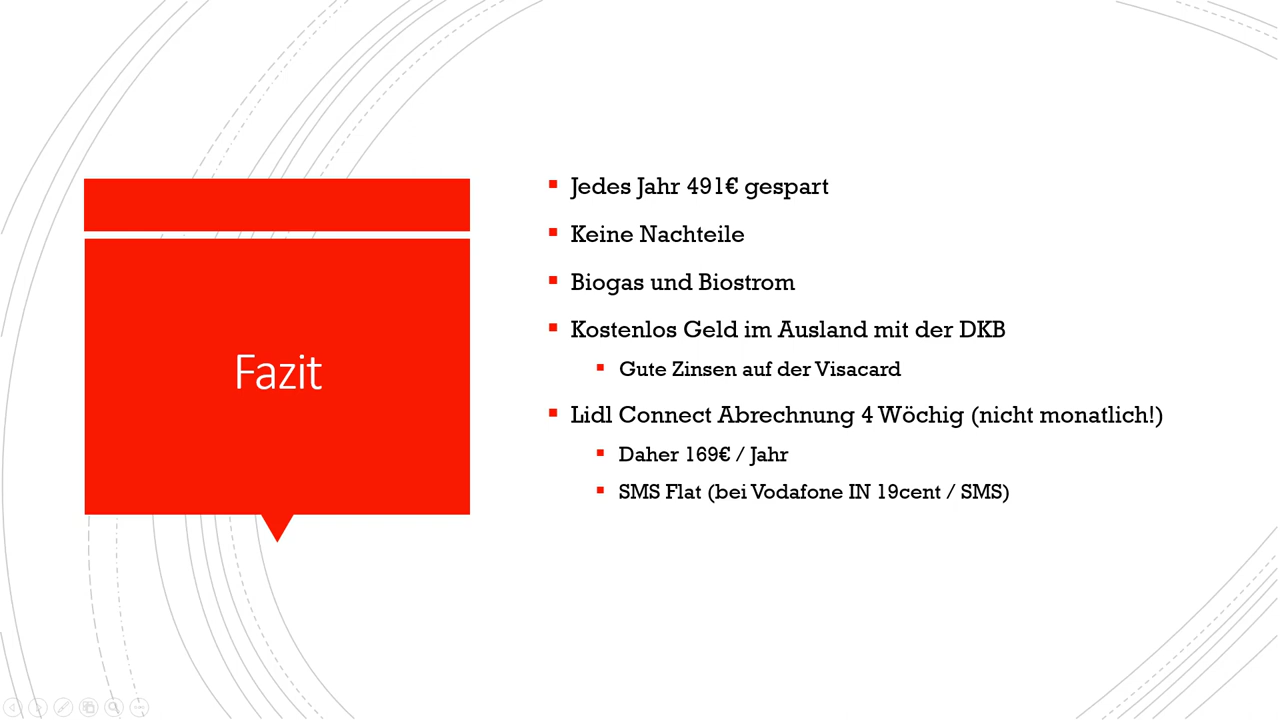 Fazit
Jedes Jahr 491€ gespart
Keine Nachteile
Biogas und Biostrom
Kostenlos Geld im Ausland mit der DKB
Gute Zinsen auf der Visacard
Lidl Connect Abrechnung 4 Wöchig (nicht monatlich!)
Daher 169€ / Jahr
SMS Flat (bei Vodafone IN 19cent / SMS)